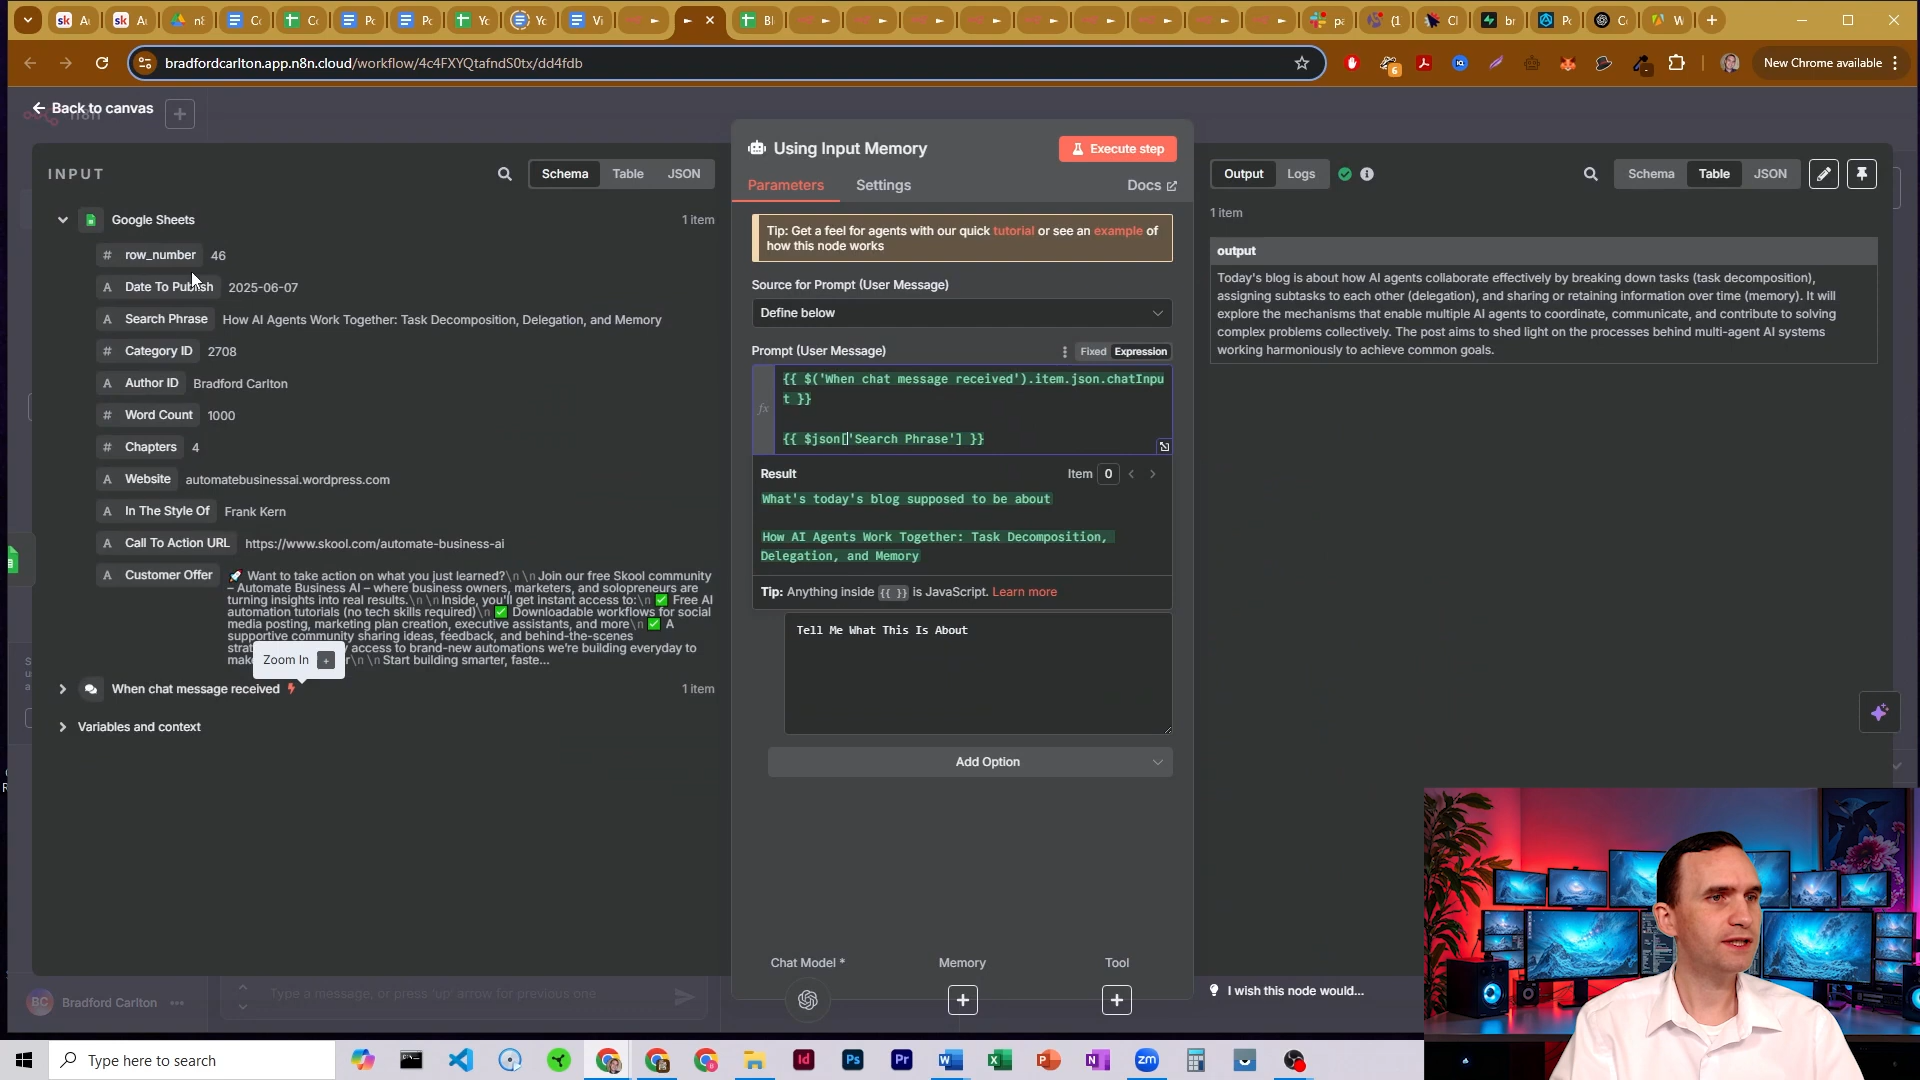 bradfordcarlton.app.n8n.cloud/workflow/4c4FXYQtafndS0tx/dd4fdb
New Chrome available
Back to canvas
INPUT
Schema
Table
JSON
Google Sheets
1 item
# row_number 46
A Date To Publish 2025-06-07
A Search Phrase How AI Agents Work Together: Task Decomposition, Delegation, and Memory
# Category ID 2708
A Author ID Bradford Carlton
# Word Count 1000
# Chapters 4
A Website automatebusinessai.wordpress.com
A In The Style Of Frank Kern
A Call To Action URL https://www.skool.com/automate-business-ai
A Customer Offer 🚀 Want to take action on what you just learned?\n\nJoin our free Skool community
– Automate Business AI – where business owners, marketers, and solopreneurs are
turning insights into real results.\n\nInside, you'll get instant access to:\n✅ Free AI
automation tutorials (no tech skills required)\n✅ Downloadable workflows for social
media posting, marketing plan creation, executive assistants, and more\n✅ A
supportive community sharing ideas, feedback, and behind-the-scenes
access to brand-new automations we're building everyday to
\n\nStart building smarter, faste...
Zoom In +
When chat message received
1 item
Variables and context
Bradford Carlton
Type a message, or press 'up' arrow for previous one
Using Input Memory
Execute step
Parameters
Settings
Docs
Tip: Get a feel for agents with our quick tutorial or see an example of
how this node works
Source for Prompt (User Message)
Define below
Prompt (User Message)
Fixed
Expression
fx
{{ $('When chat message received').item.json.chatInpu
t }}
{{ $json['Search Phrase'] }}
Result
Item 0
What's today's blog supposed to be about
How AI Agents Work Together: Task Decomposition,
Delegation, and Memory
Tip: Anything inside {{ }} is JavaScript. Learn more
Tell Me What This Is About
Add Option
Chat Model *
Memory
Tool
Output
Logs
Schema
Table
JSON
1 item
output
Today's blog is about how AI agents collaborate effectively by breaking down tasks (task decomposition),
assigning subtasks to each other (delegation), and sharing or retaining information over time (memory). It will
explore the mechanisms that enable multiple AI agents to coordinate, communicate, and contribute to solving
complex problems collectively. The post aims to shed light on the processes behind multi-agent AI systems
working harmoniously to achieve common goals.
I wish this node would...
Type here to search